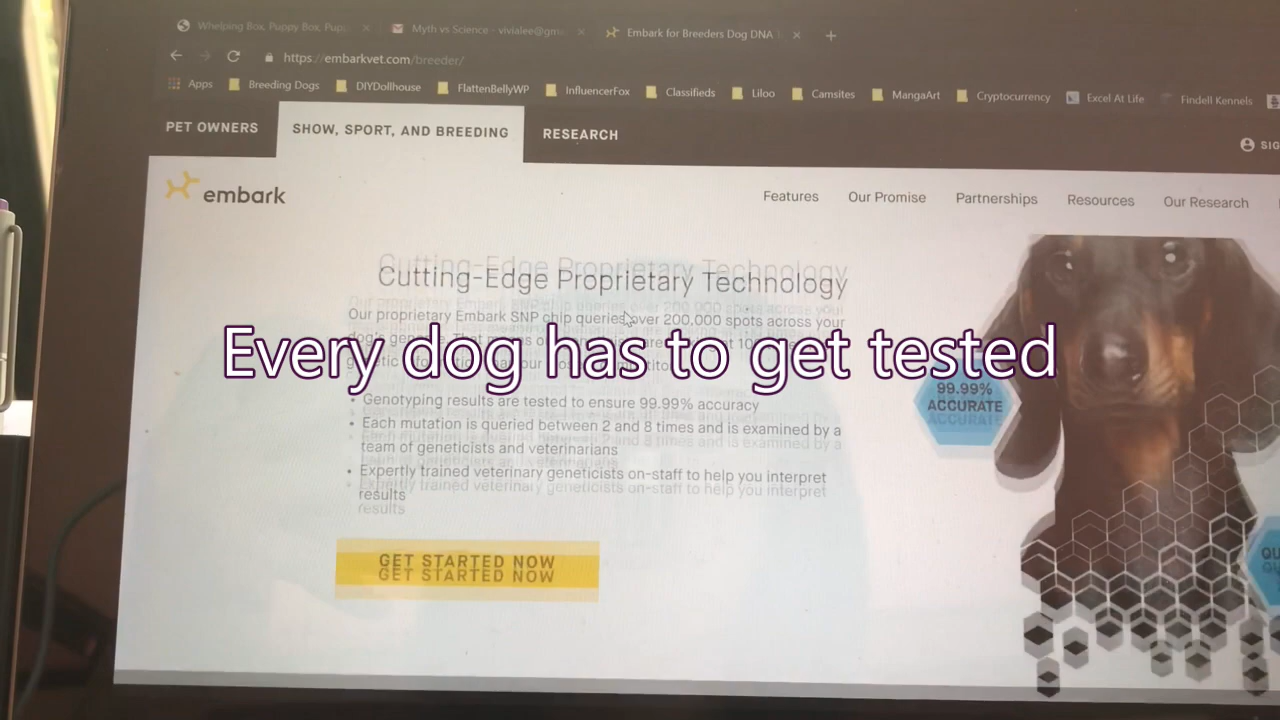 Whelping Box, Puppy Box, Pup
Myth vs Science - vivialee@gm
Embark for Breeders Dog DNA
https://embarkvet.com/breeder/
Apps
Breeding Dogs
DIYDollhouse
FlattenBellyWP
InfluencerFox
Classifieds
Liloo
Camsites
MangaArt
Cryptocurrency
Excel At Life
Findell Kennels
PET OWNERS
SHOW, SPORT, AND BREEDING
RESEARCH
SIG
embark
Features
Our Promise
Partnerships
Resources
Our Research
Cutting-Edge Proprietary Technology
Our proprietary Embark SNP chip queries over 200,000 spots across your
Every dog has to get tested
99.99%
ACCURATE
• Genotyping results are tested to ensure 99.99% accuracy
• Each mutation is queried between 2 and 8 times and is examined by a
team of geneticists and veterinarians
• Expertly trained veterinary geneticists on-staff to help you interpret
results
GET STARTED NOW
QU